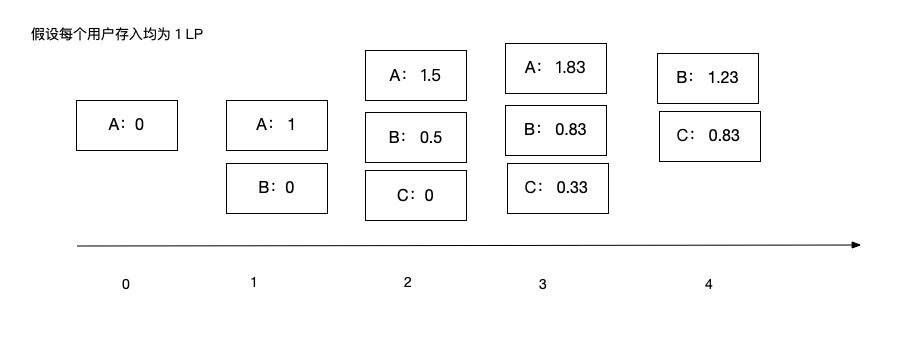 假设每个用户存入均为 1 LP
A：0
A： 1
B：0
A： 1.5
B：0.5
C：0
A： 1.83
B： 0.83
C： 0.33
B： 1.23
C： 0.83
0
1
2
3
4